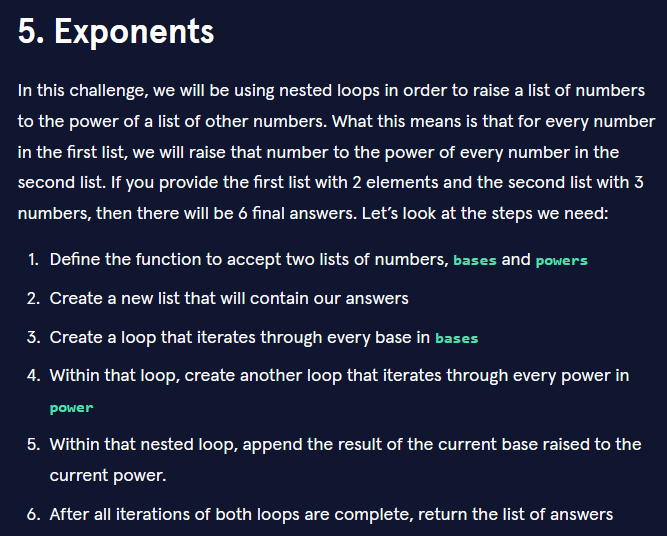 5. Exponents
In this challenge, we will be using nested loops in order to raise a list of numbers
to the power of a list of other numbers. What this means is that for every number
in the first list, we will raise that number to the power of every number in the
second list. If you provide the first list with 2 elements and the second list with 3
numbers, then there will be 6 final answers. Let’s look at the steps we need:
1. Define the function to accept two lists of numbers, bases and powers
2. Create a new list that will contain our answers
3. Create a loop that iterates through every base in bases
4. Within that loop, create another loop that iterates through every power in
power
5. Within that nested loop, append the result of the current base raised to the
current power.
6. After all iterations of both loops are complete, return the list of answers